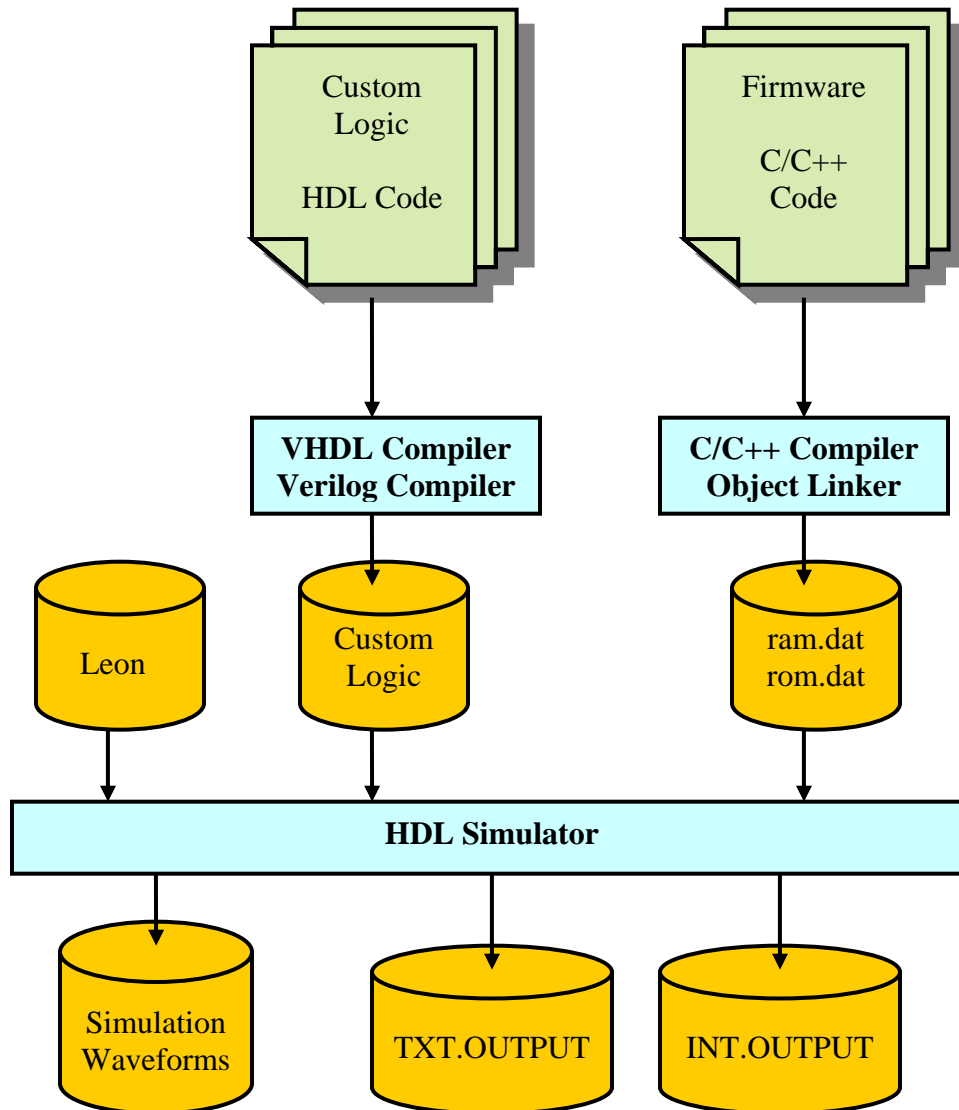 Custom
Logic
HDL Code
Firmware
C/C++
Code
VHDL Compiler
Verilog Compiler
C/C++ Compiler
Object Linker
Leon
Custom
Logic
ram.dat
rom.dat
HDL Simulator
Simulation
Waveforms
TXT.OUTPUT
INT.OUTPUT